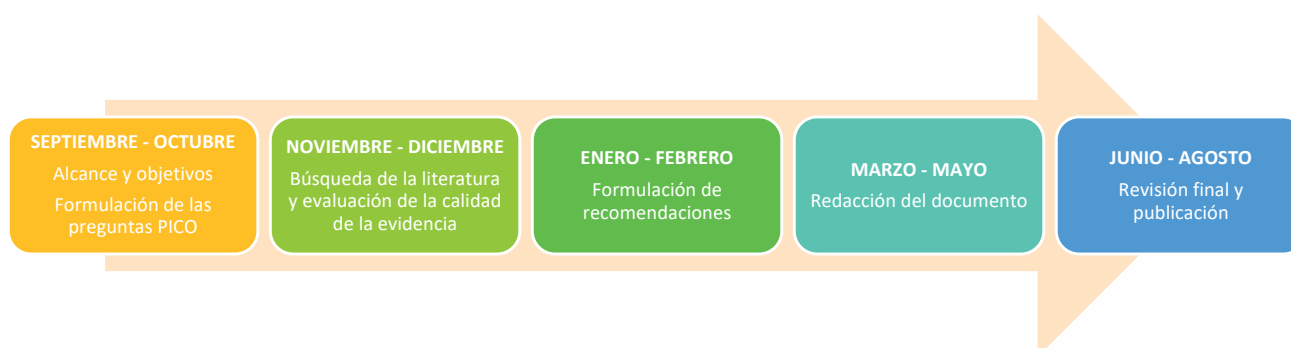 SEPTIEMBRE - OCTUBRE
Alcance y objetivos
Formulación de las
preguntas PICO
NOVIEMBRE - DICIEMBRE
Búsqueda de la literatura
y evaluación de la calidad
de la evidencia
ENERO - FEBRERO
Formulación de
recomendaciones
MARZO - MAYO
Redacción del documento
JUNIO - AGOSTO
Revisión final y
publicación